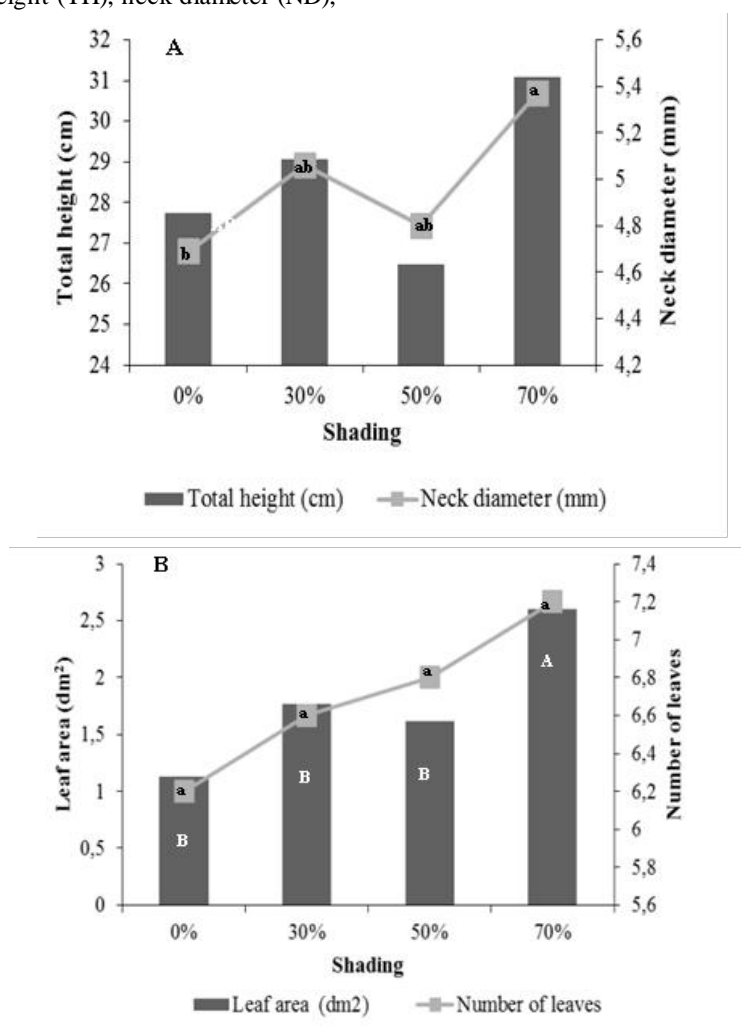 height (TH), neck diameter (ND),
A
Total height (cm)
32
31
30
29
28
27
26
25
24
5,6
5,4
5,2
5
4,8
4,6
4,4
4,2
Neck diameter (mm)
b
ab
ab
a
0% 30% 50% 70%
Shading
Total height (cm) Neck diameter (mm)
B
Leaf area (dm²)
3
2,5
2
1,5
1
0,5
0
7,4
7,2
7
6,8
6,6
6,4
6,2
6
5,8
5,6
Number of leaves
a
a
a
a
B
B
B
A
0% 30% 50% 70%
Shading
Leaf area (dm2) Number of leaves